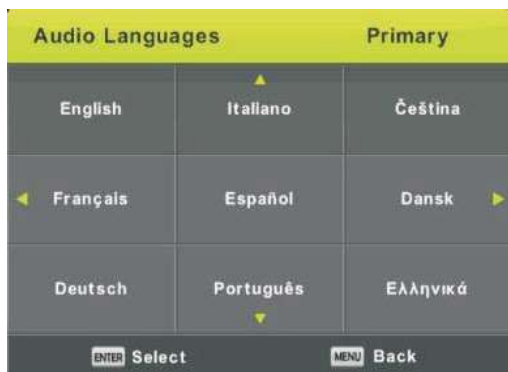 Audio Languages Primary
English Italiano Čeština
Français Español Dansk
Deutsch Português Ελληνικά
ENTER Select MENU Back